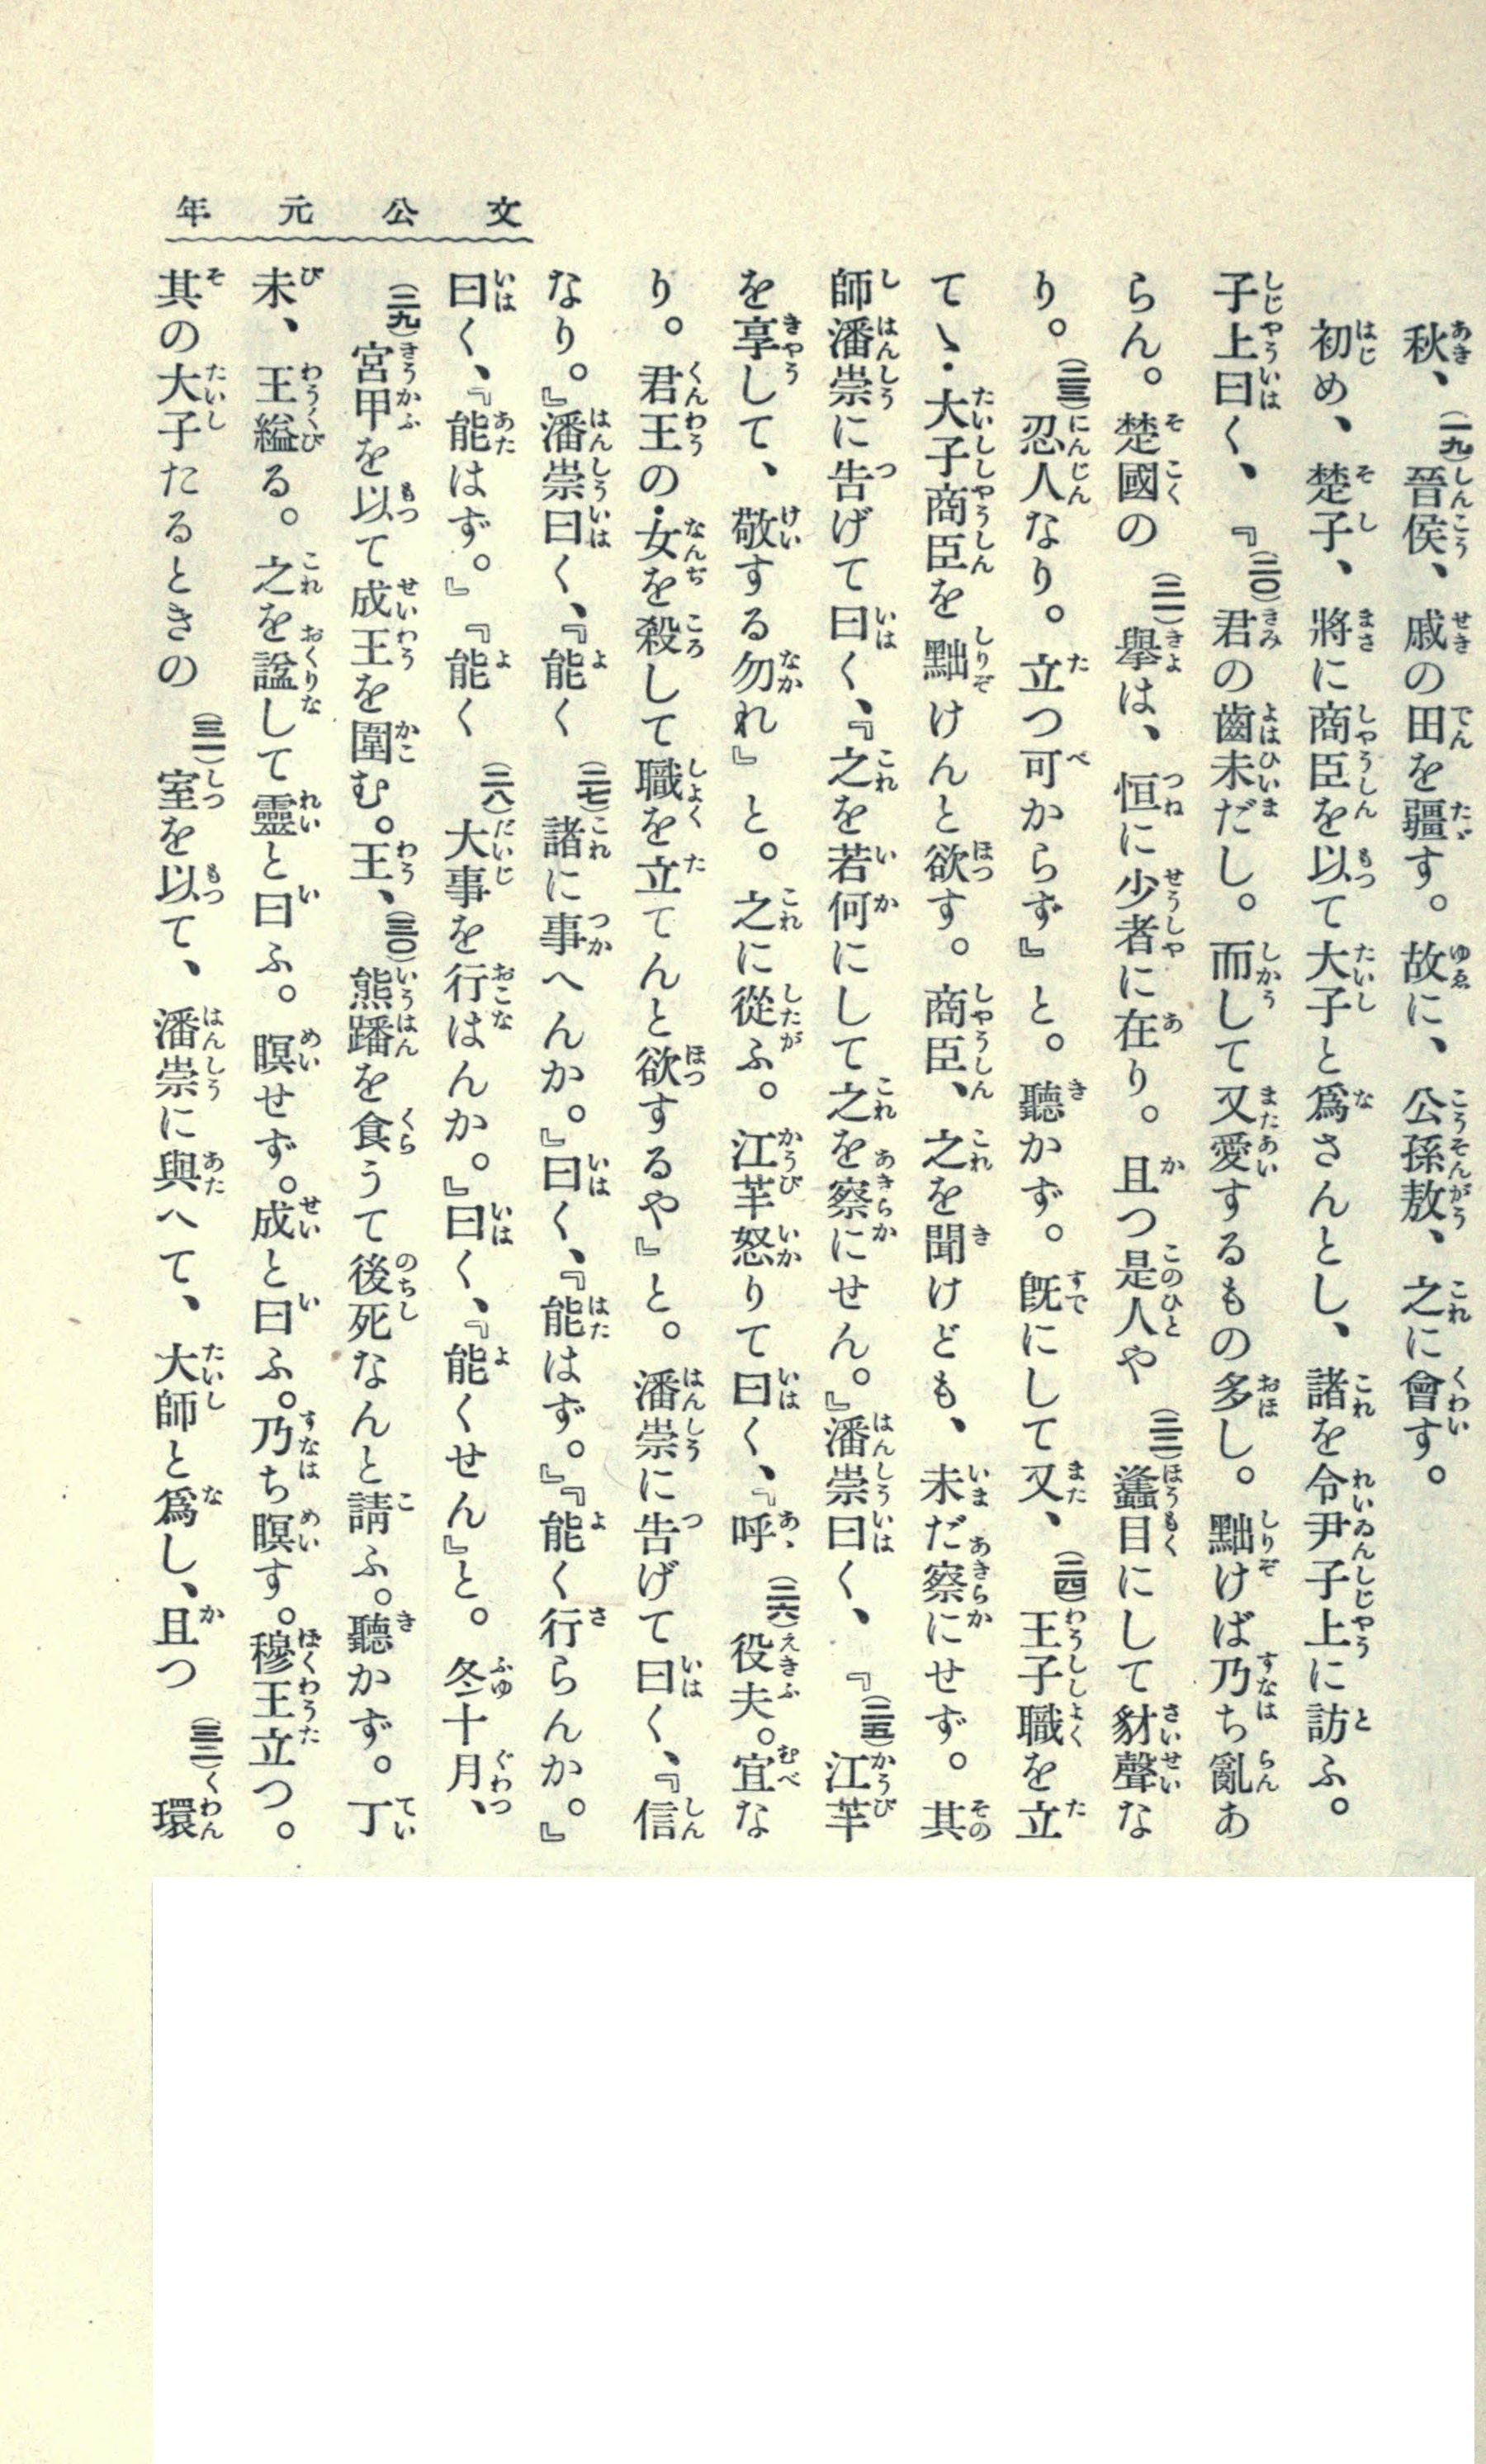 文公元年
秋、(一九)晉侯、戚の田を疆す。故に、公孫敖、之に會す。
初め、楚子、將に商臣を以て大子と爲さんとし、諸を令尹子上に訪ふ。
子上曰く、『(二〇)君の齒未だし。而して又愛するもの多し。黜けば乃ち亂あ
らん。楚國の(二一)擧は、恒に少者に在り。且つ是人や(二二)蠭目にして豺聲な
り。(二三)忍人なり。立つ可からず』と。聽かず。既にして又、(二四)王子職を立
てゝ、大子商臣を黜けんと欲す。商臣、之を聞けども、未だ察にせず。其
師潘崇に告げて曰く、『之を若何にして之を察にせん。』潘崇曰く、『(二五)江羋
を享して、敬する勿れ』と。之に從ふ。江羋怒りて曰く、『呼、(二六)役夫。宜な
り。君王の、女を殺して職を立てんと欲するや』と。潘崇に告げて曰く、『信
なり。』潘崇曰く、『能く(二七)諸に事へんか。』曰く、『能はず。』『能く行らんか。』
曰く、『能はず。』『能く(二八)大事を行はんか。』曰く、『能くせん』と。冬十月、
(二九)宮甲を以て成王を圍む。王、(三〇)熊蹯を食うて後死なんと請ふ。聽かず。丁
未、王縊る。之を諡して靈と曰ふ。瞑せず。成と曰ふ。乃ち瞑す。穆王立つ。
其の大子たるときの(三一)室を以て、潘崇に與へて、大師と爲し、且つ(三二)環